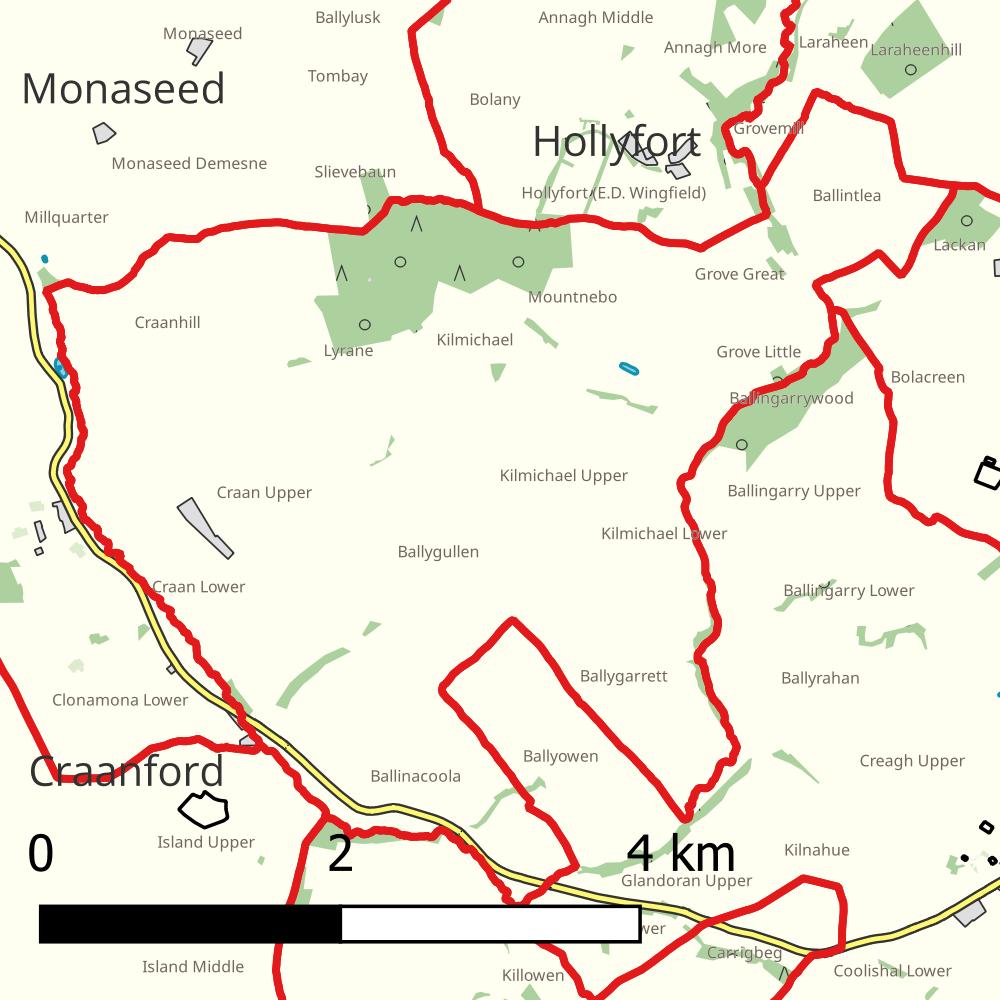 Ballylusk
Annagh Middle
Monaseed
Annagh More
Laraheen
Laraheenhill
Tombay
Monaseed
Bolany
Grovemill
Hollyfort
Monaseed Demesne
Slievebaun
Hollyfort (E.D. Wingfield)
Ballintlea
Millquarter
Lackan
Grove Great
Mountnebo
Craanhill
Kilmichael
Lyrane
Grove Little
Bolacreen
Ballingarrywood
Kilmichael Upper
Craan Upper
Ballingarry Upper
Kilmichael Lower
Ballygullen
Craan Lower
Ballingarry Lower
Ballygarrett
Ballyrahan
Clonamona Lower
Ballyowen
Creagh Upper
Craanford
Ballinacoola
Island Upper
Kilnahue
0 2 4 km
Glandoran Upper
wer
Carrigbeg
Island Middle
Killowen
Coolishal Lower